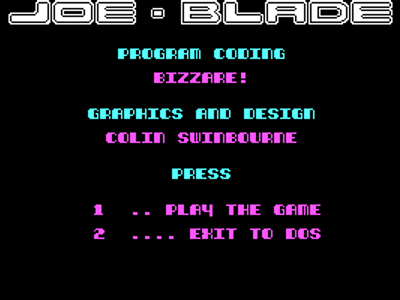 JOE · BLADE
PROGRAM CODING
BIZZARE!
GRAPHICS AND DESIGN
COLIN SWINBOURNE
PRESS
1 .. PLAY THE GAME
2 .... EXIT TO DOS